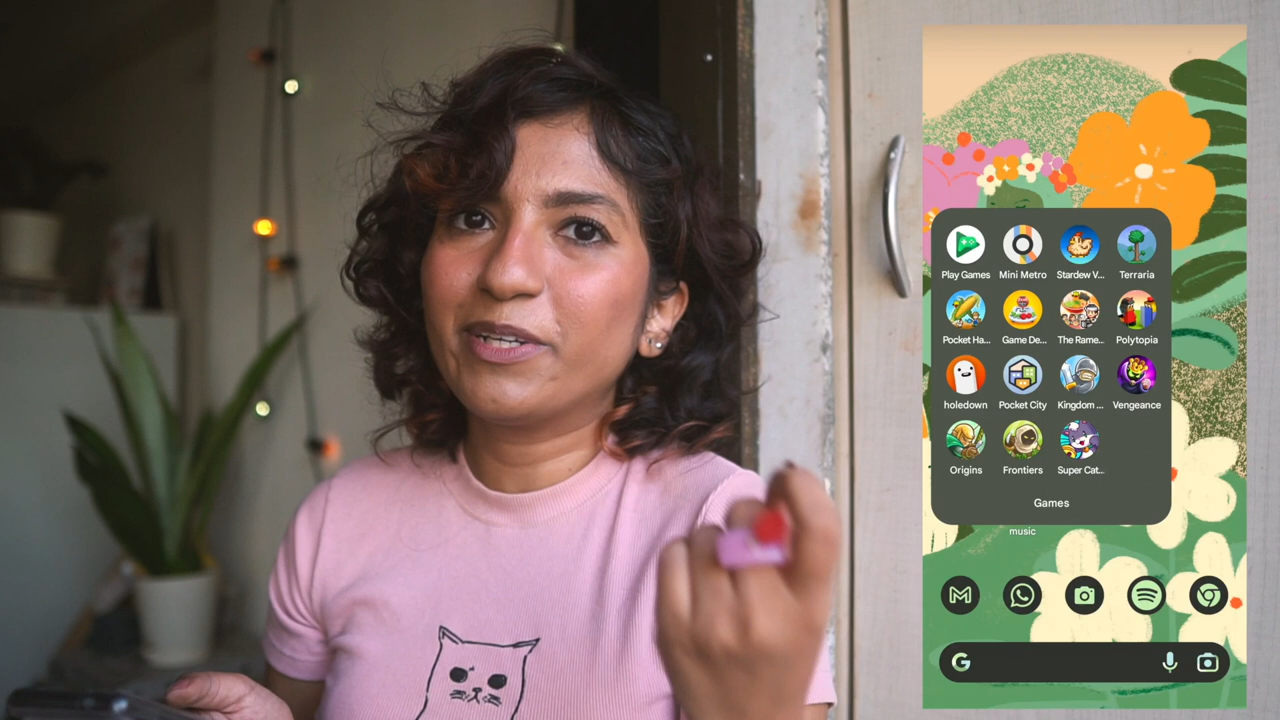 Play Games Mini Metro Stardew V... Terraria
Pocket Ha... Game De... The Rame... Polytopia
holedown Pocket City Kingdom ... Vengeance
Origins Frontiers Super Cat...
Games
music